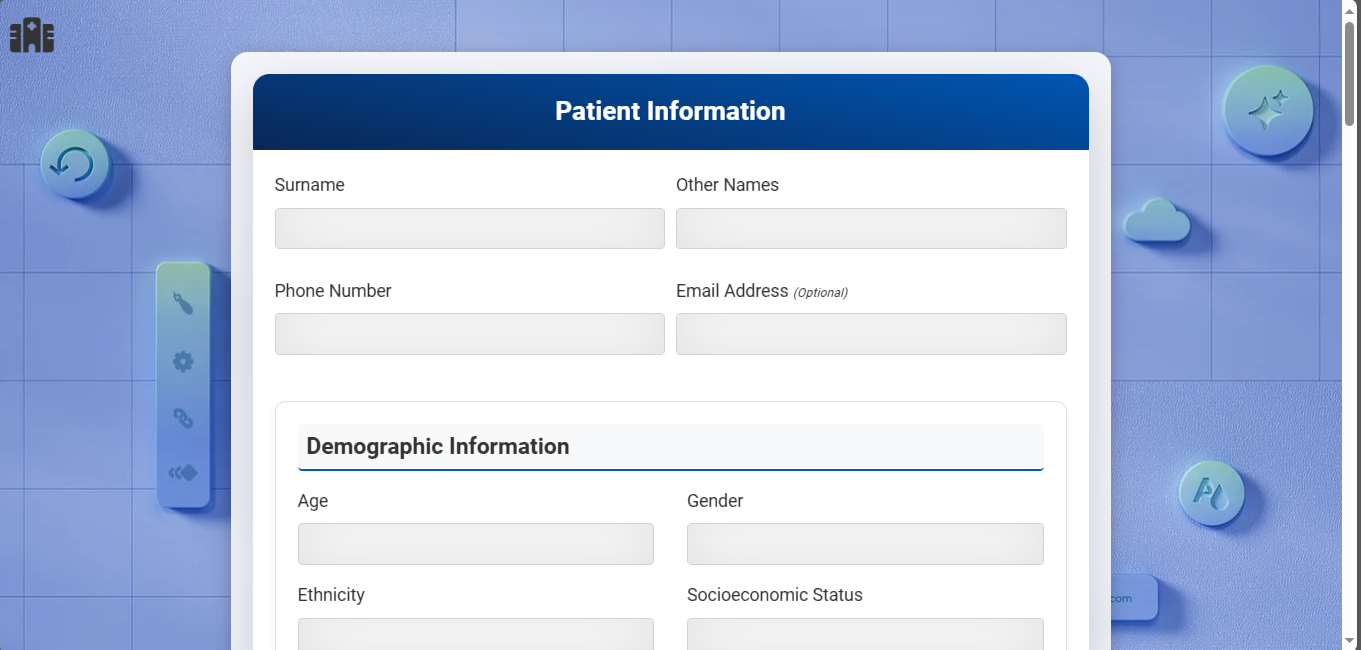 Patient Information
Surname
Other Names
Phone Number
Email Address (Optional)
Demographic Information
Age
Gender
Ethnicity
Socioeconomic Status
com